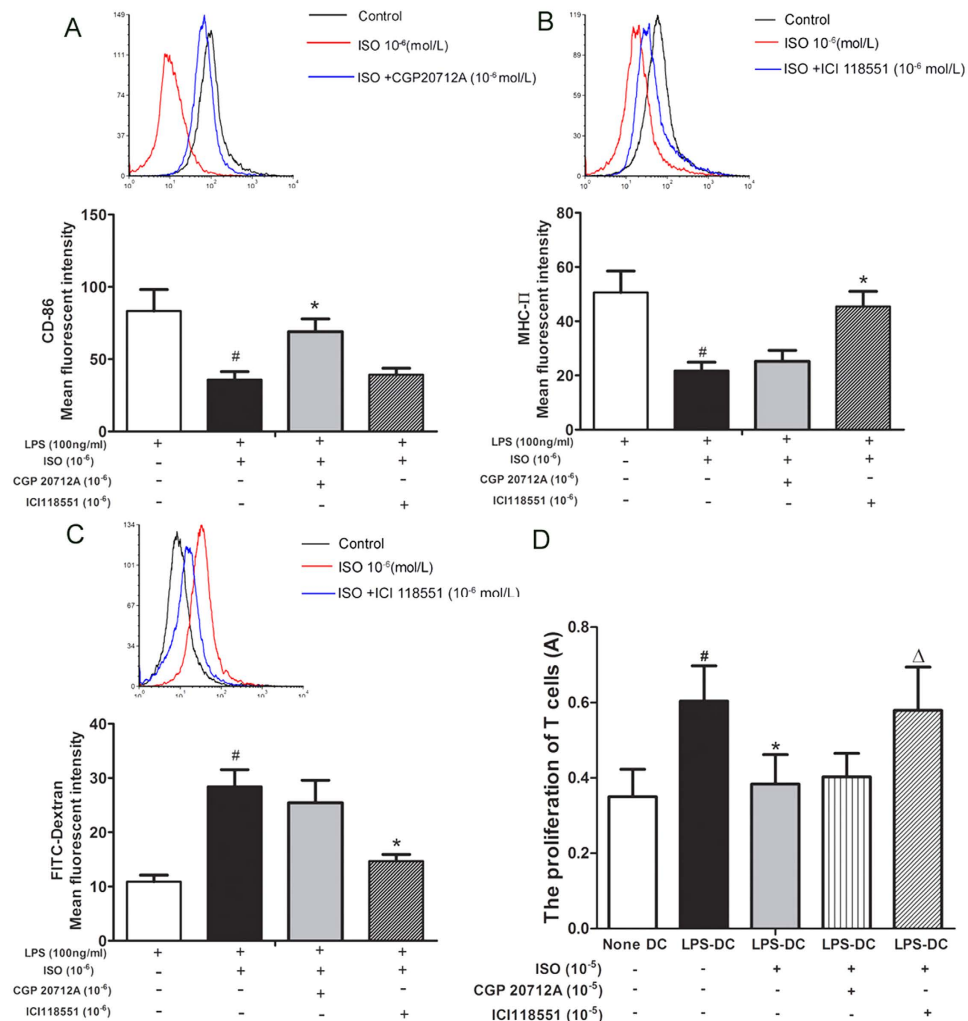 A
149
111
74
37
0
10⁰ 10¹ 10² 10³ 10⁴
Control
ISO 10⁻⁶(mol/L)
ISO +CGP20712A (10⁻⁶ mol/L)
150
100
50
0
CD-86
Mean fluorescent intensity
#
*
LPS (100ng/ml) + + + +
ISO (10⁻⁶) - + + +
CGP 20712A (10⁻⁶) - - + -
ICI118551 (10⁻⁶) - - - +
B
119
89
59
30
0
10⁰ 10¹ 10² 10³ 10⁴
Control
ISO 10⁻⁵(mol/L)
ISO +ICI 118551 (10⁻⁶ mol/L)
80
60
40
20
0
MHC-Π
Mean fluorescent intensity
#
*
LPS (100ng/ml) + + + +
ISO (10⁻⁶) - + + +
CGP 20712A (10⁻⁶) - - + -
ICI118551 (10⁻⁶) - - - +
C
134
101
67
34
0
10⁰ 10¹ 10² 10³ 10⁴
Control
ISO 10⁻⁶(mol/L)
ISO +ICI 118551 (10⁻⁶ mol/L)
40
30
20
10
0
FITC-Dextran
Mean fluorescent intensity
#
*
LPS (100ng/ml) + + + +
ISO (10⁻⁶) - + + +
CGP 20712A (10⁻⁶) - - + -
ICI118551 (10⁻⁶) - - - +
D
0.8
0.6
0.4
0.2
0.0
The proliferation of T cells (A)
#
*
Δ
None DC LPS-DC LPS-DC LPS-DC LPS-DC
ISO (10⁻⁵) - - + + +
CGP 20712A (10⁻⁵) - - - + -
ICI118551 (10⁻⁵) - - - - +